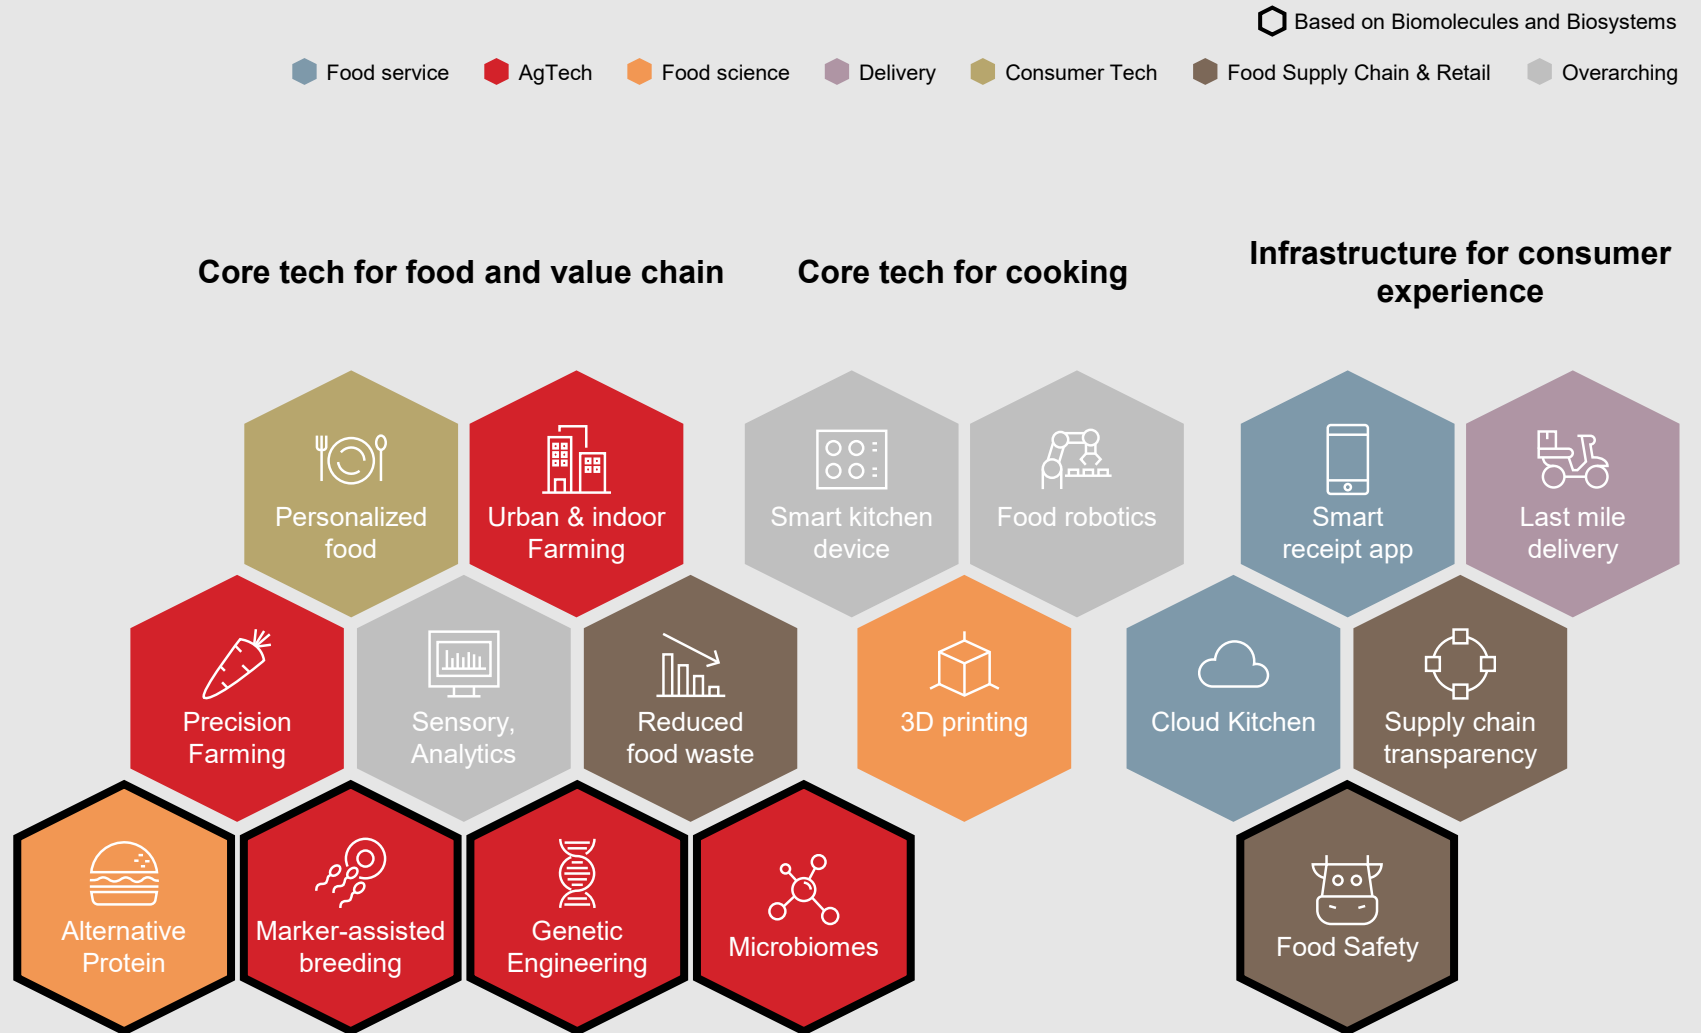 Based on Biomolecules and Biosystems
Food service
AgTech
Food science
Delivery
Consumer Tech
Food Supply Chain & Retail
Overarching
Core tech for food and value chain
Core tech for cooking
Infrastructure for consumer
experience
Personalized
food
Urban & indoor
Farming
Smart kitchen
device
Food robotics
Smart
receipt app
Last mile
delivery
Precision
Farming
Sensory,
Analytics
Reduced
food waste
3D printing
Cloud Kitchen
Supply chain
transparency
Alternative
Protein
Marker-assisted
breeding
Genetic
Engineering
Microbiomes
Food Safety